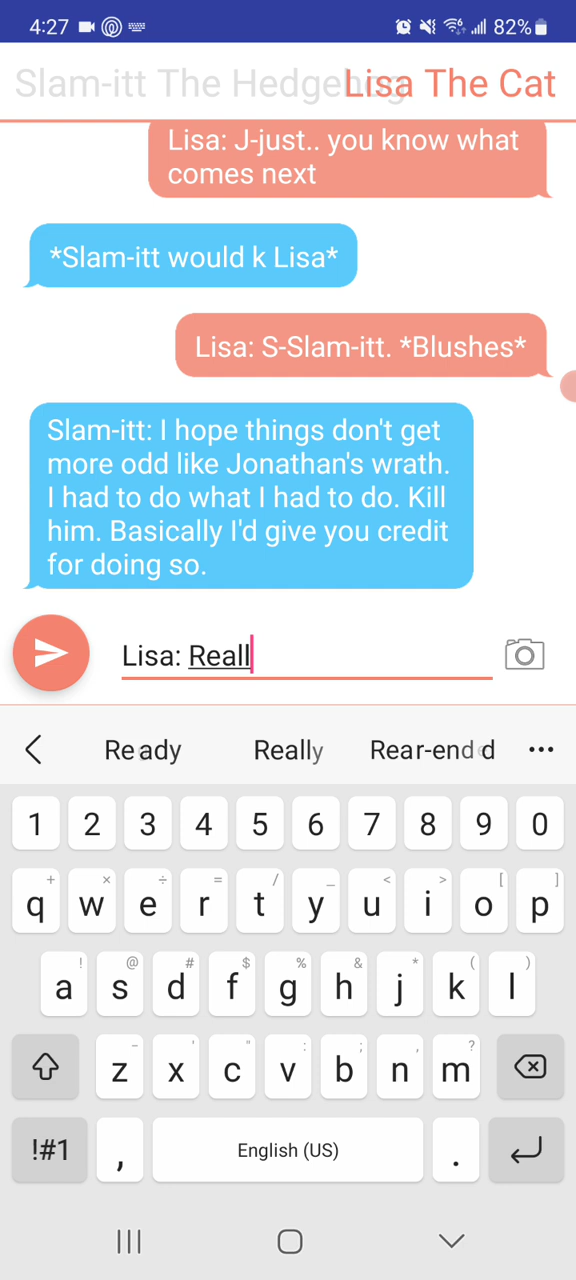 4:27 82%
Slam-itt The Hedgehog Lisa The Cat
Lisa: J-just.. you know what
comes next
*Slam-itt would k Lisa*
Lisa: S-Slam-itt. *Blushes*
Slam-itt: I hope things don't get
more odd like Jonathan's wrath.
I had to do what I had to do. Kill
him. Basically I'd give you credit
for doing so.
Lisa: Reall
Ready Really Rear-end d •••
1 2 3 4 5 6 7 8 9 0
+ × ÷ = / _ < > [ ]
q w e r t y u i o p
! @ # $ % & * ( )
a s d f g h j k l
- ' " : ; , ?
z x c v b n m
!#1 , English (US) .